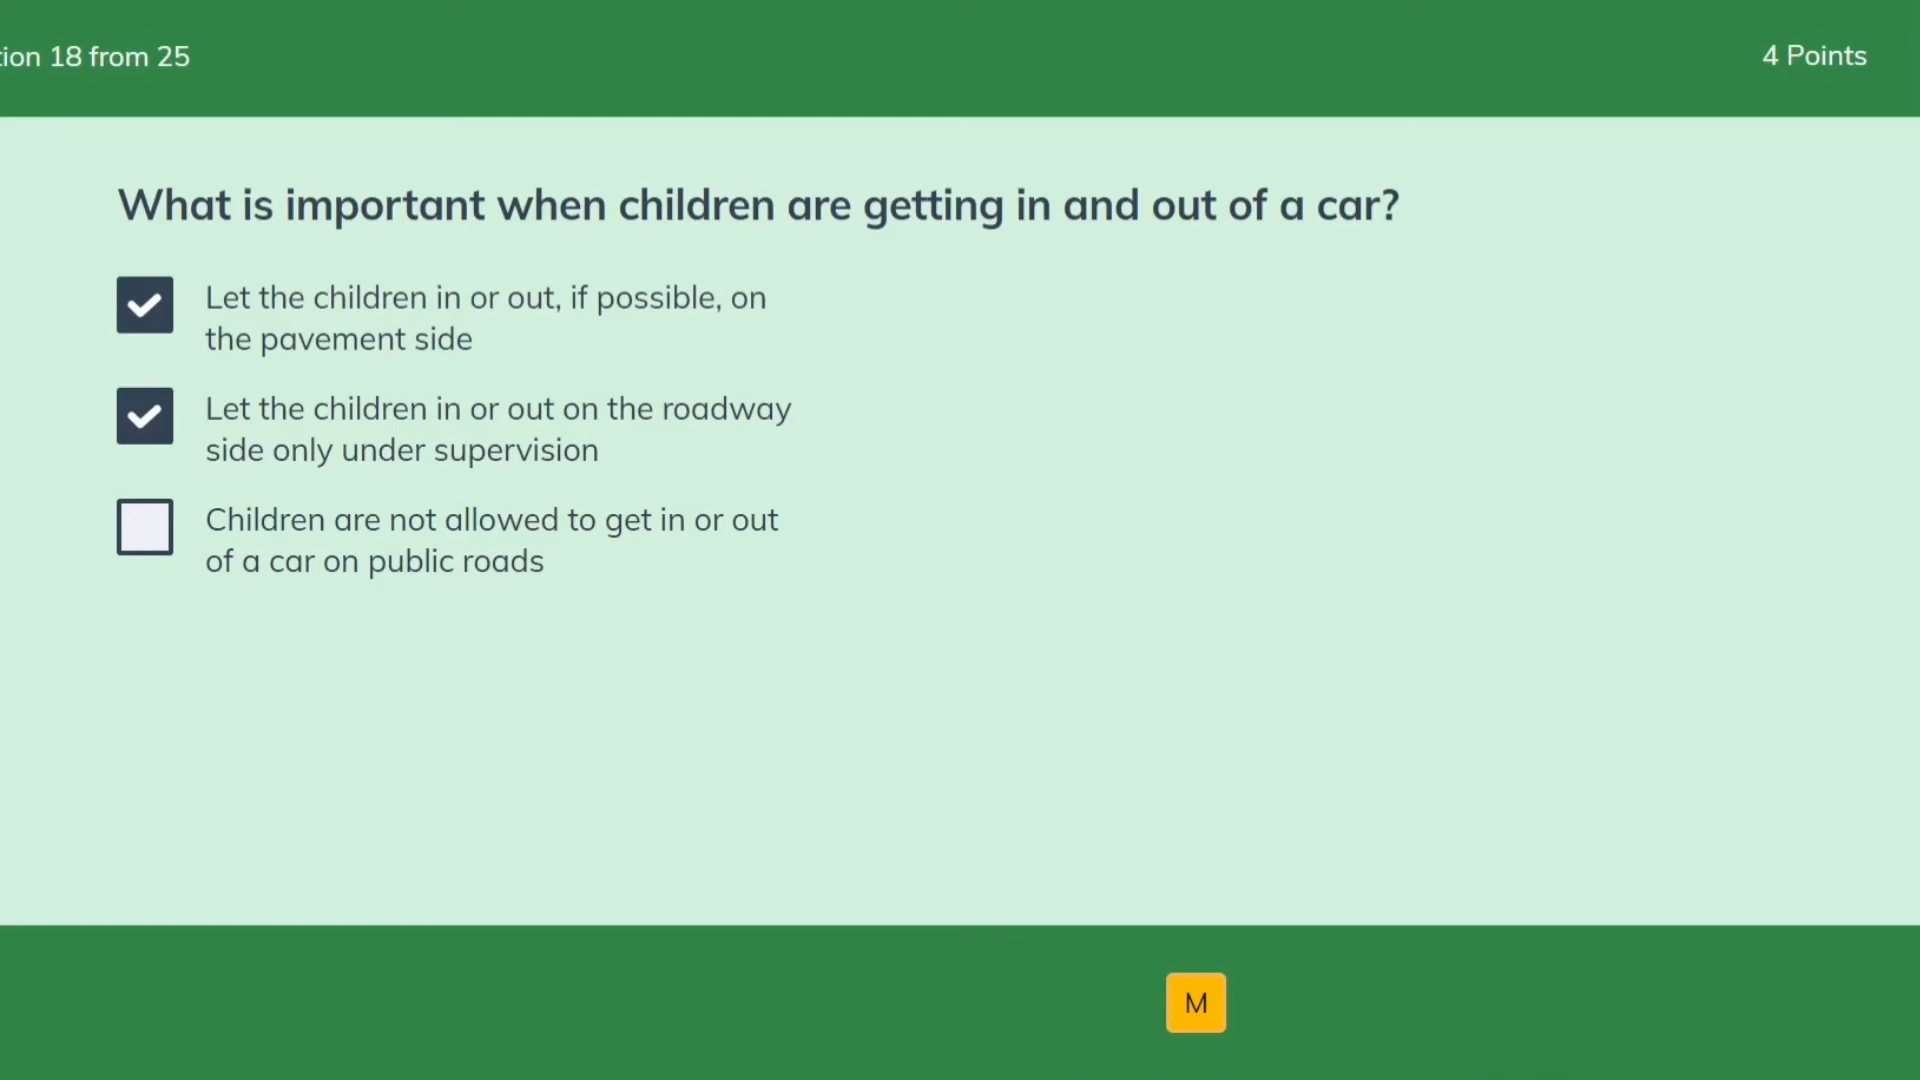 18 from 25
4 Points
What is important when children are getting in and out of a car?
Let the children in or out, if possible, on
the pavement side
Let the children in or out on the roadway
side only under supervision
Children are not allowed to get in or out
of a car on public roads
M